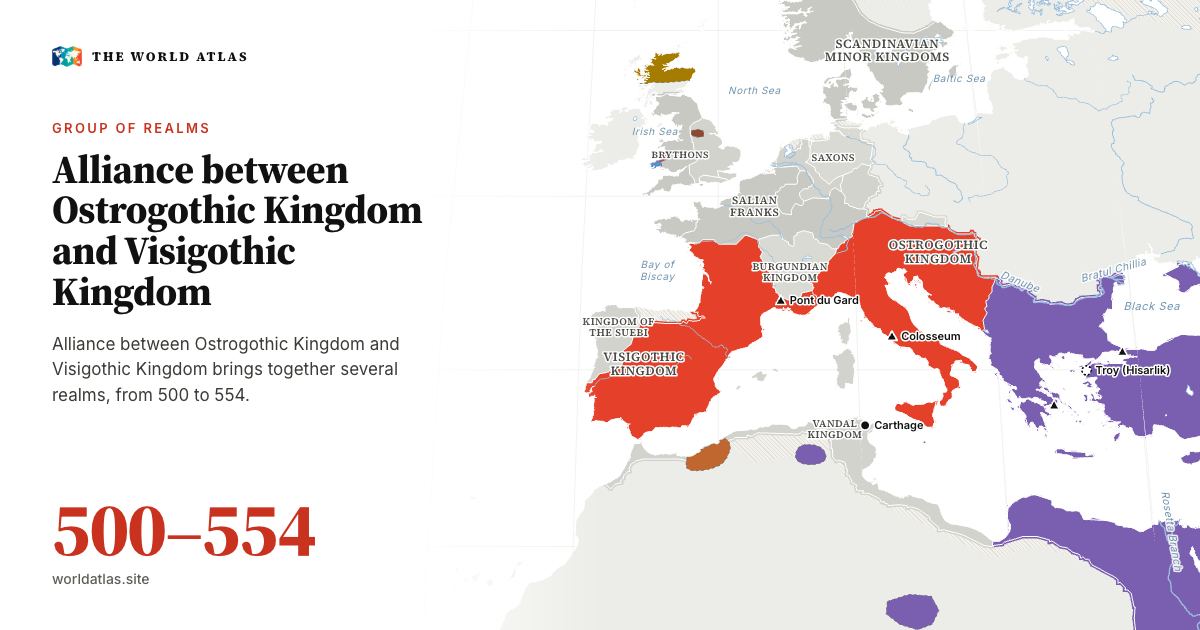 THE WORLD ATLAS
GROUP OF REALMS
Alliance between
Ostrogothic Kingdom
and Visigothic
Kingdom
Alliance between Ostrogothic Kingdom and
Visigothic Kingdom brings together several
realms, from 500 to 554.
500–554
worldatlas.site
SCANDINAVIAN
MINOR KINGDOMS
Baltic Sea
North Sea
Irish Sea
BRYTHONS
SAXONS
SALIAN
FRANKS
OSTROGOTHIC
KINGDOM
Bay of
Biscay
BURGUNDIAN
KINGDOM
Danube
Bratul Chillia
Black Sea
Pont du Gard
KINGDOM OF
THE SUEBI
Colosseum
VISIGOTHIC
KINGDOM
Troy (Hisarlik)
VANDAL
KINGDOM
Carthage
Rosetta Branch